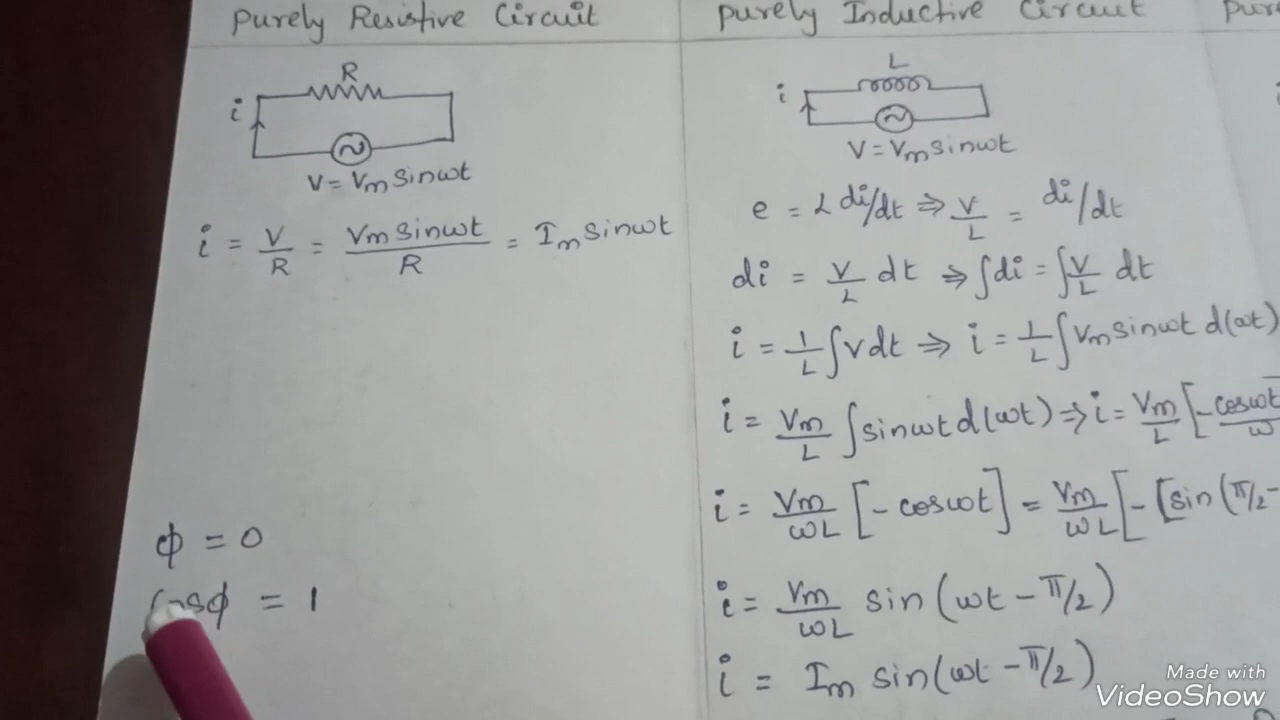 Purely Resistive Circuit
R
i
V = Vm sinωt
i = V/R = Vm sinωt/R = Im sinωt
ϕ = 0
cosϕ = 1
Purely Inductive Circuit
L
i
V = Vm sinωt
e = L di/dt ⇒ V/L = di/dt
di = V/L dt ⇒ ∫di = ∫V/L dt
i = 1/L ∫vdt ⇒ i = 1/L ∫Vm sinωt d(ωt)
i = Vm/L ∫sinωt d(ωt) ⇒ i = Vm/L [-cosωt/ω
i = Vm/ωL [-cosωt] = Vm/ωL [-[sin(π/2-
i = Vm/ωL sin(ωt - π/2)
i = Im sin(ωt - π/2)
Made with
VideoShow